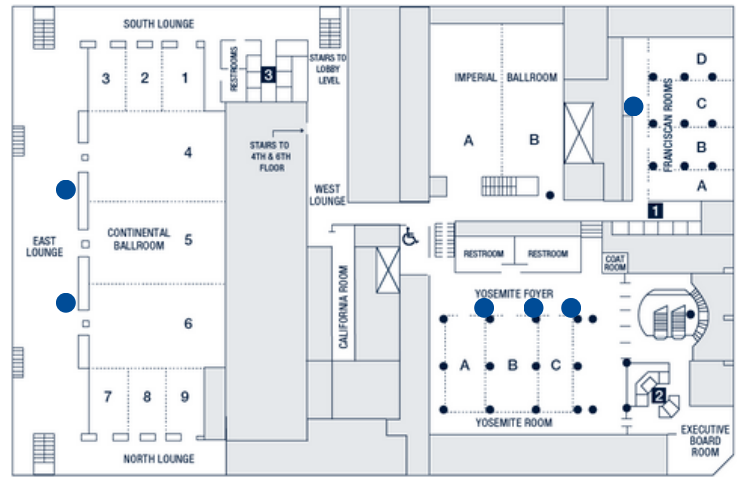 SOUTH LOUNGE
3
2
1
RESTROOMS
3
STAIRS TO
LOBBY
LEVEL
4
STAIRS TO
4TH & 6TH
FLOOR
WEST
LOUNGE
EAST
LOUNGE
CONTINENTAL
BALLROOM
5
6
7
8
9
NORTH LOUNGE
CALIFORNIA ROOM
IMPERIAL
BALLROOM
A
B
FRANCISCAN ROOMS
D
C
B
A
1
RESTROOM
RESTROOM
COAT
ROOM
YOSEMITE FOYER
A
B
C
YOSEMITE ROOM
2
EXECUTIVE
BOARD
ROOM